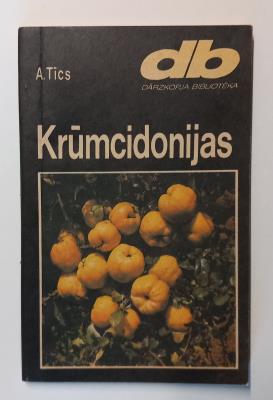 A.Tics
db
DĀRZKOPJA BIBLIOTĒKA
Krūmcidonijas